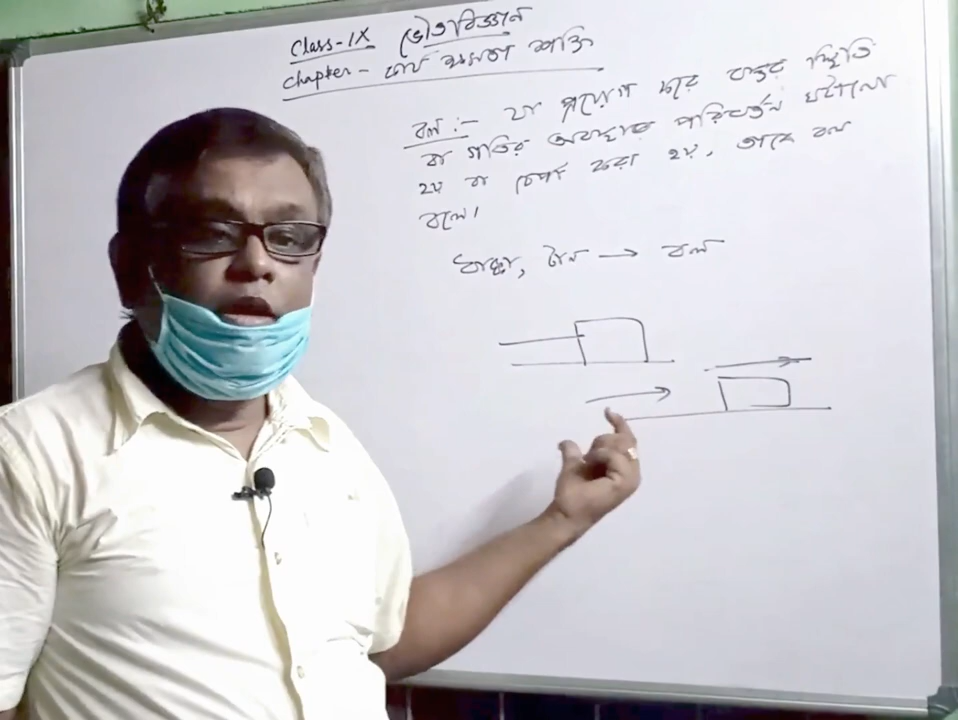 Class-IX ভৌতবিজ্ঞান
Chapter - কার্য ক্ষমতা শক্তি
বল :- যা প্রয়োগ করে বস্তুর স্থিতি
বা গতির অবস্থার পরিবর্তন ঘটানো
হয় বা চেষ্টা করা হয়, তাকে বল
বলে।
ধাক্কা, টান → বল